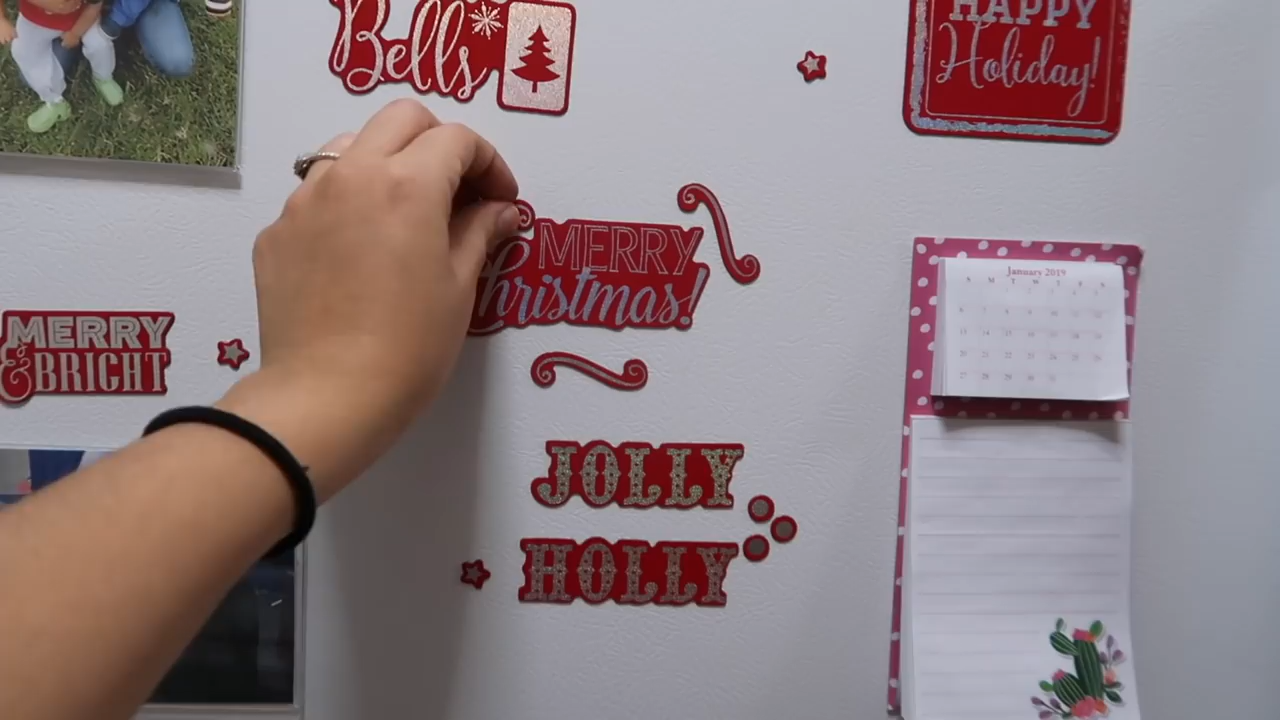 Bells
HAPPY
Holiday!
MERRY
Christmas!
MERRY
& BRIGHT
January 2019
S M T W T F S
JOLLY
HOLLY